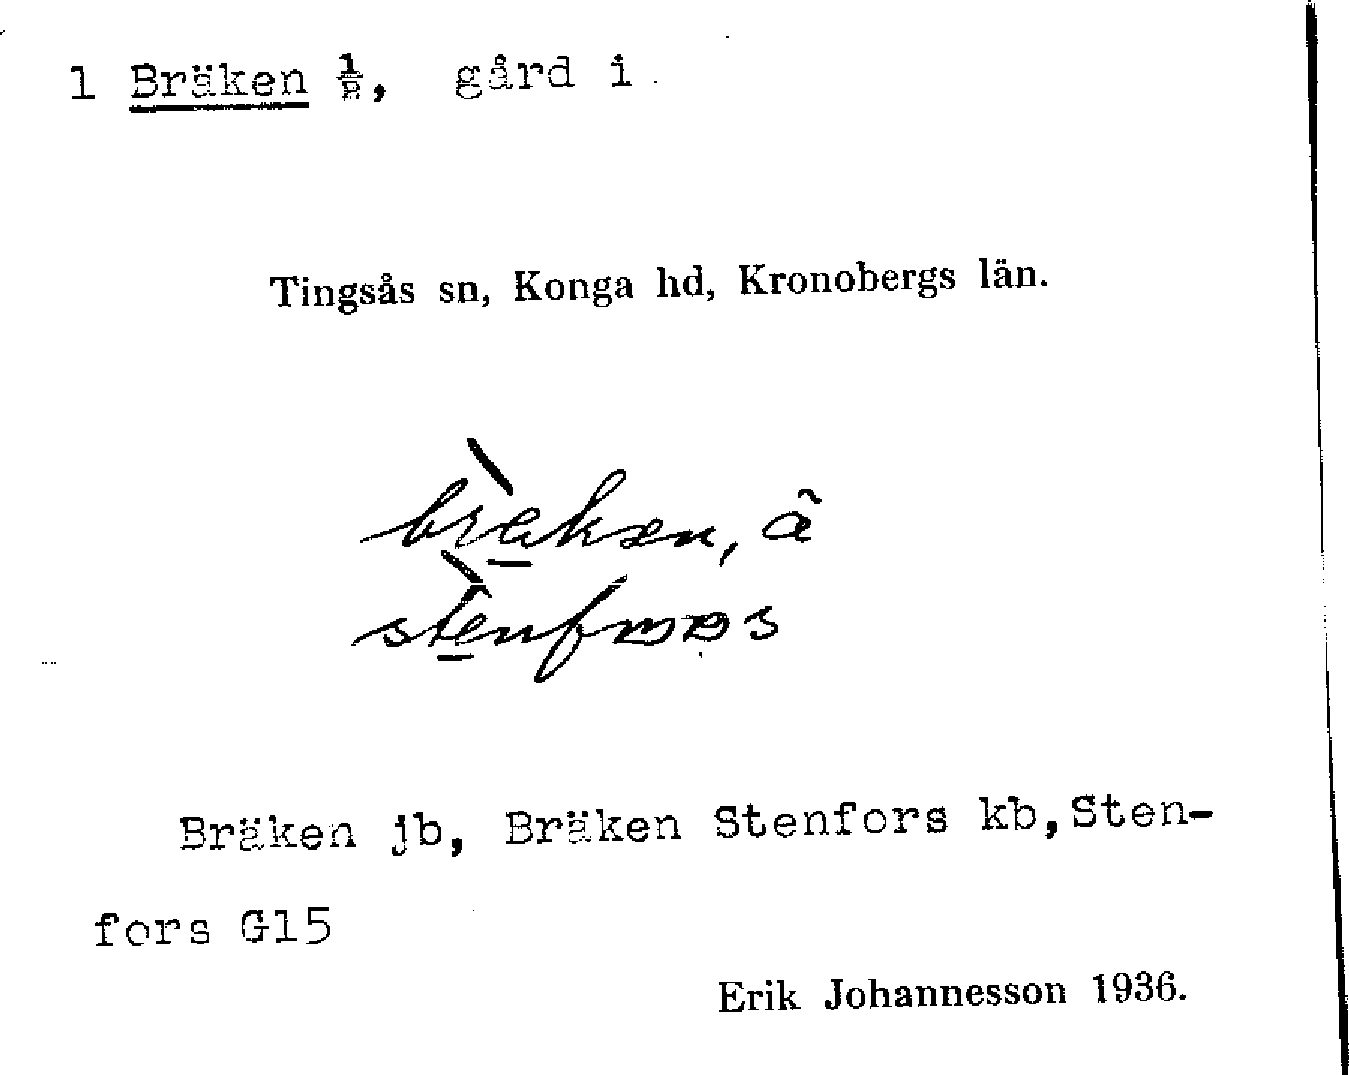 1 Bräken ½, gård i
Tingsås sn, Konga hd, Kronobergs län.
Bräken jb, Bräken Stenfors kb, Sten-
fors G15
Erik Johannesson 1936.